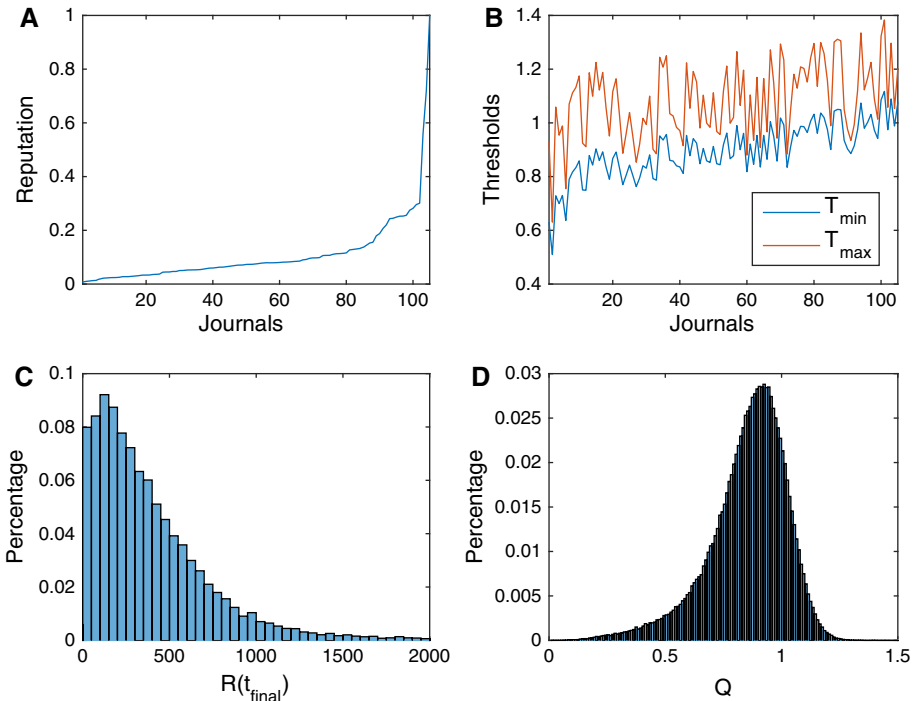 A
Reputation
1
0.8
0.6
0.4
0.2
0
20 40 60 80 100
Journals
B
Thresholds
1.4
1.2
1.0
0.8
0.6
0.4
20 40 60 80 100
Journals
T_min
T_max
C
Percentage
0.1
0.08
0.06
0.04
0.02
0
0 500 1000 1500 2000
R(t_final)
D
Percentage
0.03
0.025
0.02
0.015
0.01
0.005
0
0 0.5 1 1.5
Q